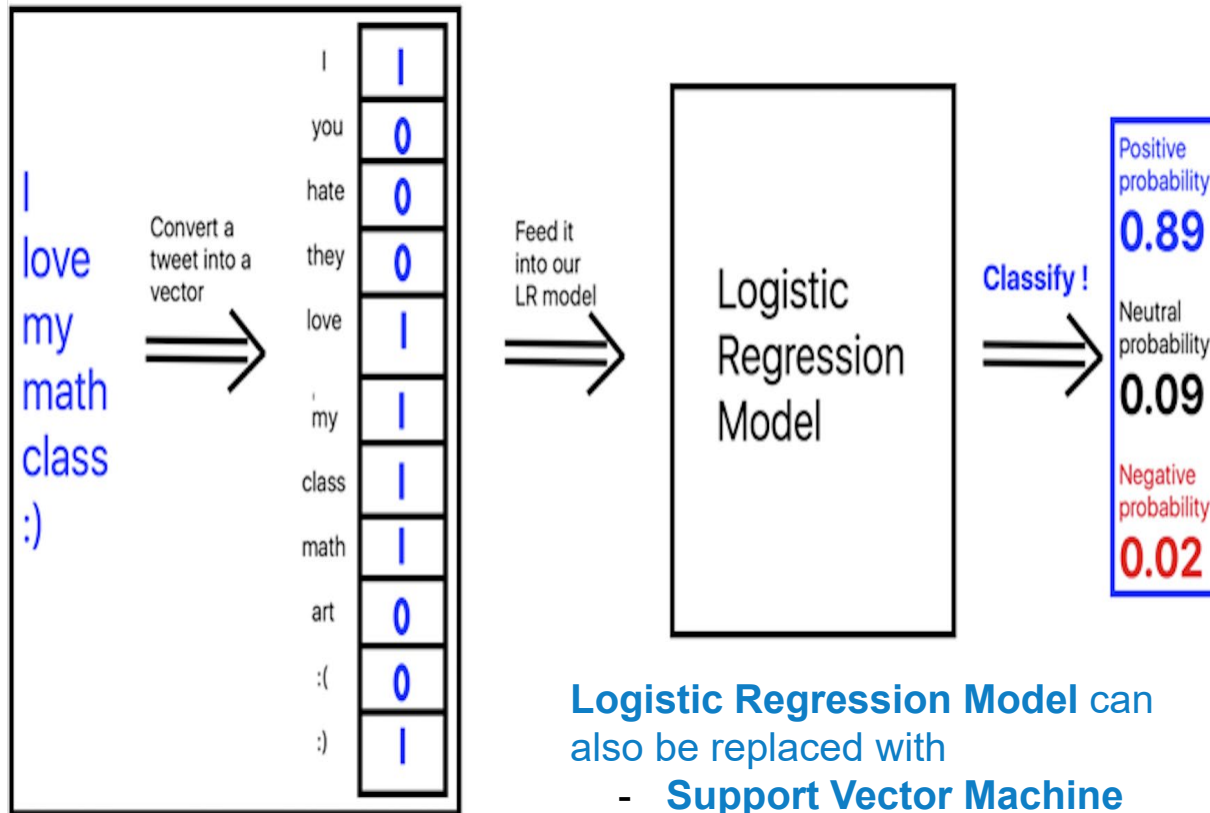 I
love
my
math
class
:)
Convert a
tweet into a
vector
I 1
you 0
hate 0
they 0
love 1
my 1
class 1
math 1
art 0
:( 0
:) 1
Feed it
into our
LR model
Logistic
Regression
Model
Classify !
Positive
probability
0.89
Neutral
probability
0.09
Negative
probability
0.02
Logistic Regression Model can
also be replaced with
- Support Vector Machine